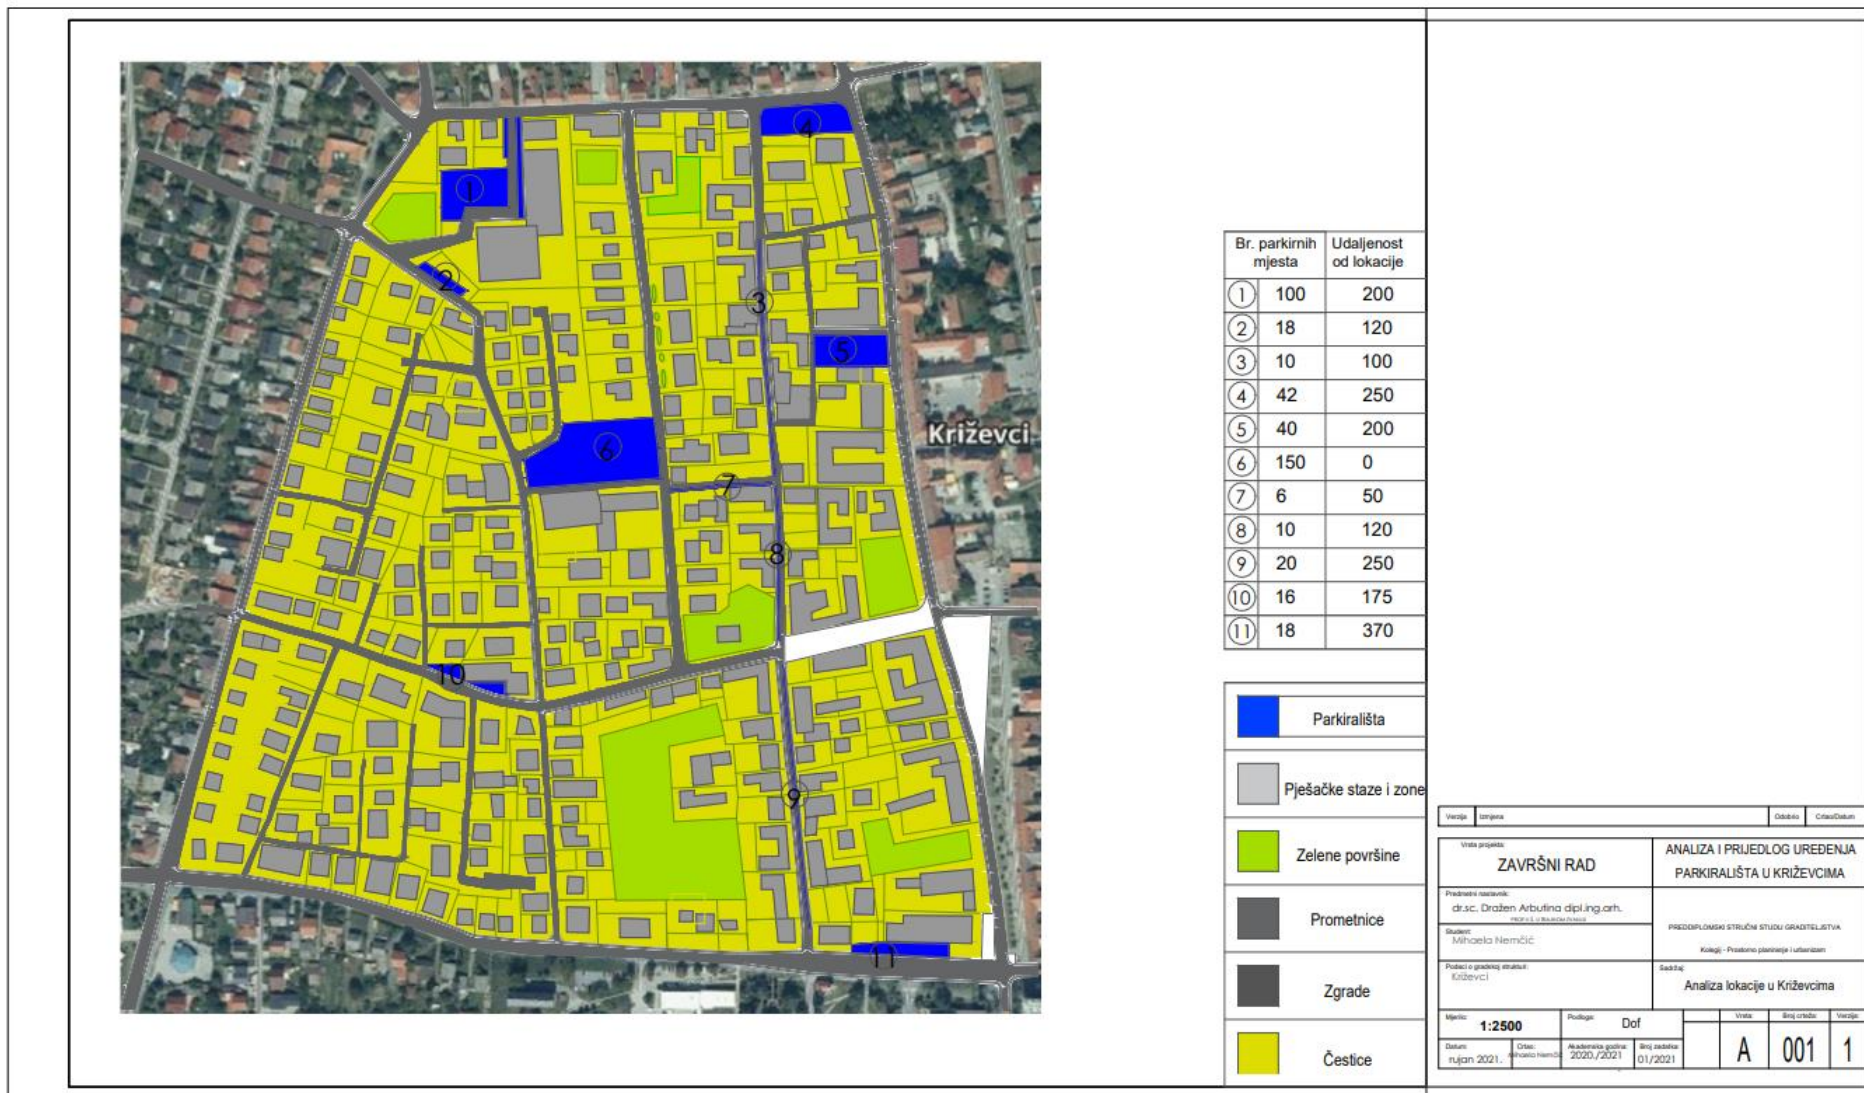 1
2
3
4
5
6
7
8
9
10
11
Križevci
Br. parkirnih mjesta Udaljenost od lokacije
1 100 200
2 18 120
3 10 100
4 42 250
5 40 200
6 150 0
7 6 50
8 10 120
9 20 250
10 16 175
11 18 370
Parkirališta
Pješačke staze i zone
Zelene površine
Prometnice
Zgrade
Čestice
Verzija Izmjena Odobrio Crtao/Datum
Vrsta projekta:
ZAVRŠNI RAD
ANALIZA I PRIJEDLOG UREĐENJA
PARKIRALIŠTA U KRIŽEVCIMA
Predmetni nastavnik:
dr.sc. Dražen Arbutina dipl.ing.arh.
Student:
Mihaela Nemčić
PREDDIPLOMSKI STRUČNI STUDIJ GRADITELJSTVA
Kolegij - Prostorno planiranje i urbanizam
Podaci o gradskoj strukturi:
Križevci
Sadržaj:
Analiza lokacije u Križevcima
Mjerilo:
1:2500
Podloga:
Dof
Vrsta:
A
Broj crteža:
001
Verzija:
1
Datum:
rujan 2021.
Crtao:
Mihaela Nemčić
Akademska godina:
2020./2021
Broj zadatka:
01/2021